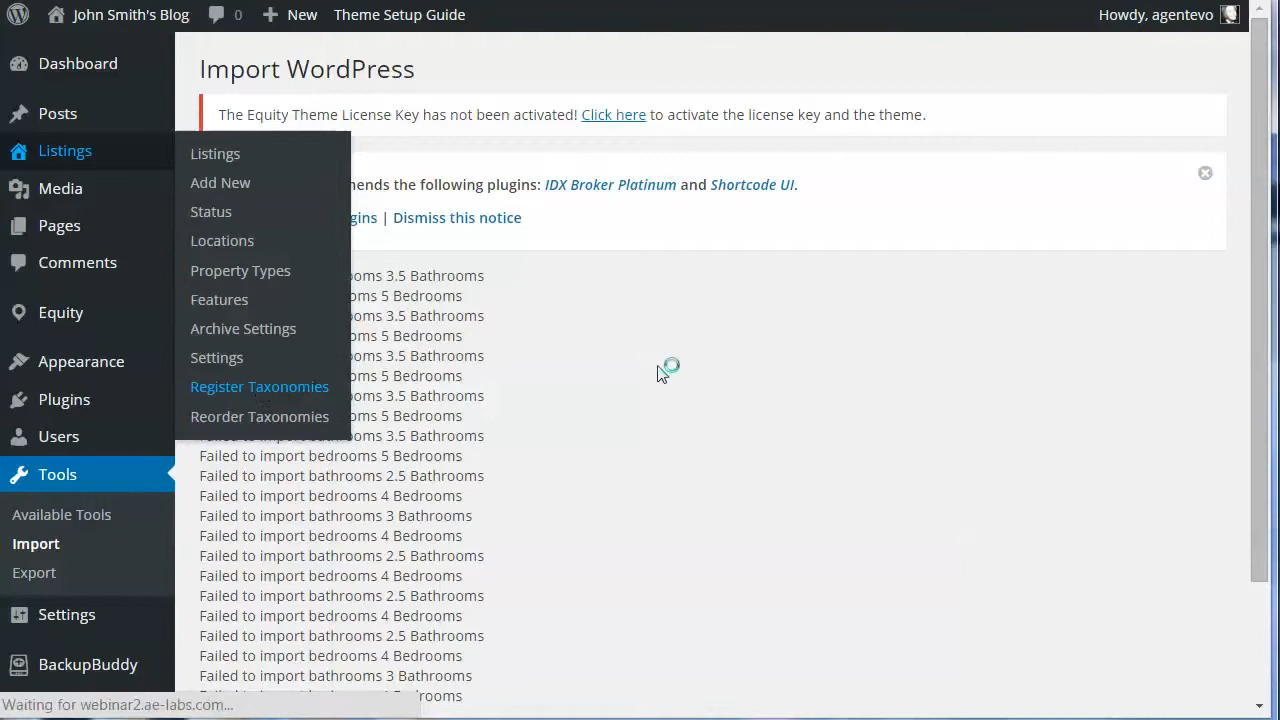 John Smith's Blog 0 New Theme Setup Guide Howdy, agentevo
Dashboard
Posts
Listings
Media
Pages
Comments
Equity
Appearance
Plugins
Users
Tools
Available Tools
Import
Export
Settings
BackupBuddy
Listings
Add New
Status
Locations
Property Types
Features
Archive Settings
Settings
Register Taxonomies
Reorder Taxonomies
Import WordPress
The Equity Theme License Key has not been activated! Click here to activate the license key and the theme.
mends the following plugins: IDX Broker Platinum and Shortcode UI.
gins | Dismiss this notice
oms 3.5 Bathrooms
ooms 5 Bedrooms
oms 3.5 Bathrooms
ooms 5 Bedrooms
oms 3.5 Bathrooms
ooms 5 Bedrooms
oms 3.5 Bathrooms
ooms 5 Bedrooms
oms 3.5 Bathrooms
Failed to import bedrooms 5 Bedrooms
Failed to import bathrooms 2.5 Bathrooms
Failed to import bedrooms 4 Bedrooms
Failed to import bathrooms 3 Bathrooms
Failed to import bedrooms 4 Bedrooms
Failed to import bathrooms 2.5 Bathrooms
Failed to import bedrooms 4 Bedrooms
Failed to import bathrooms 2.5 Bathrooms
Failed to import bedrooms 4 Bedrooms
Failed to import bathrooms 2.5 Bathrooms
Failed to import bedrooms 4 Bedrooms
Failed to import bathrooms 3 Bathrooms
rooms
Waiting for webinar2.ae-labs.com...